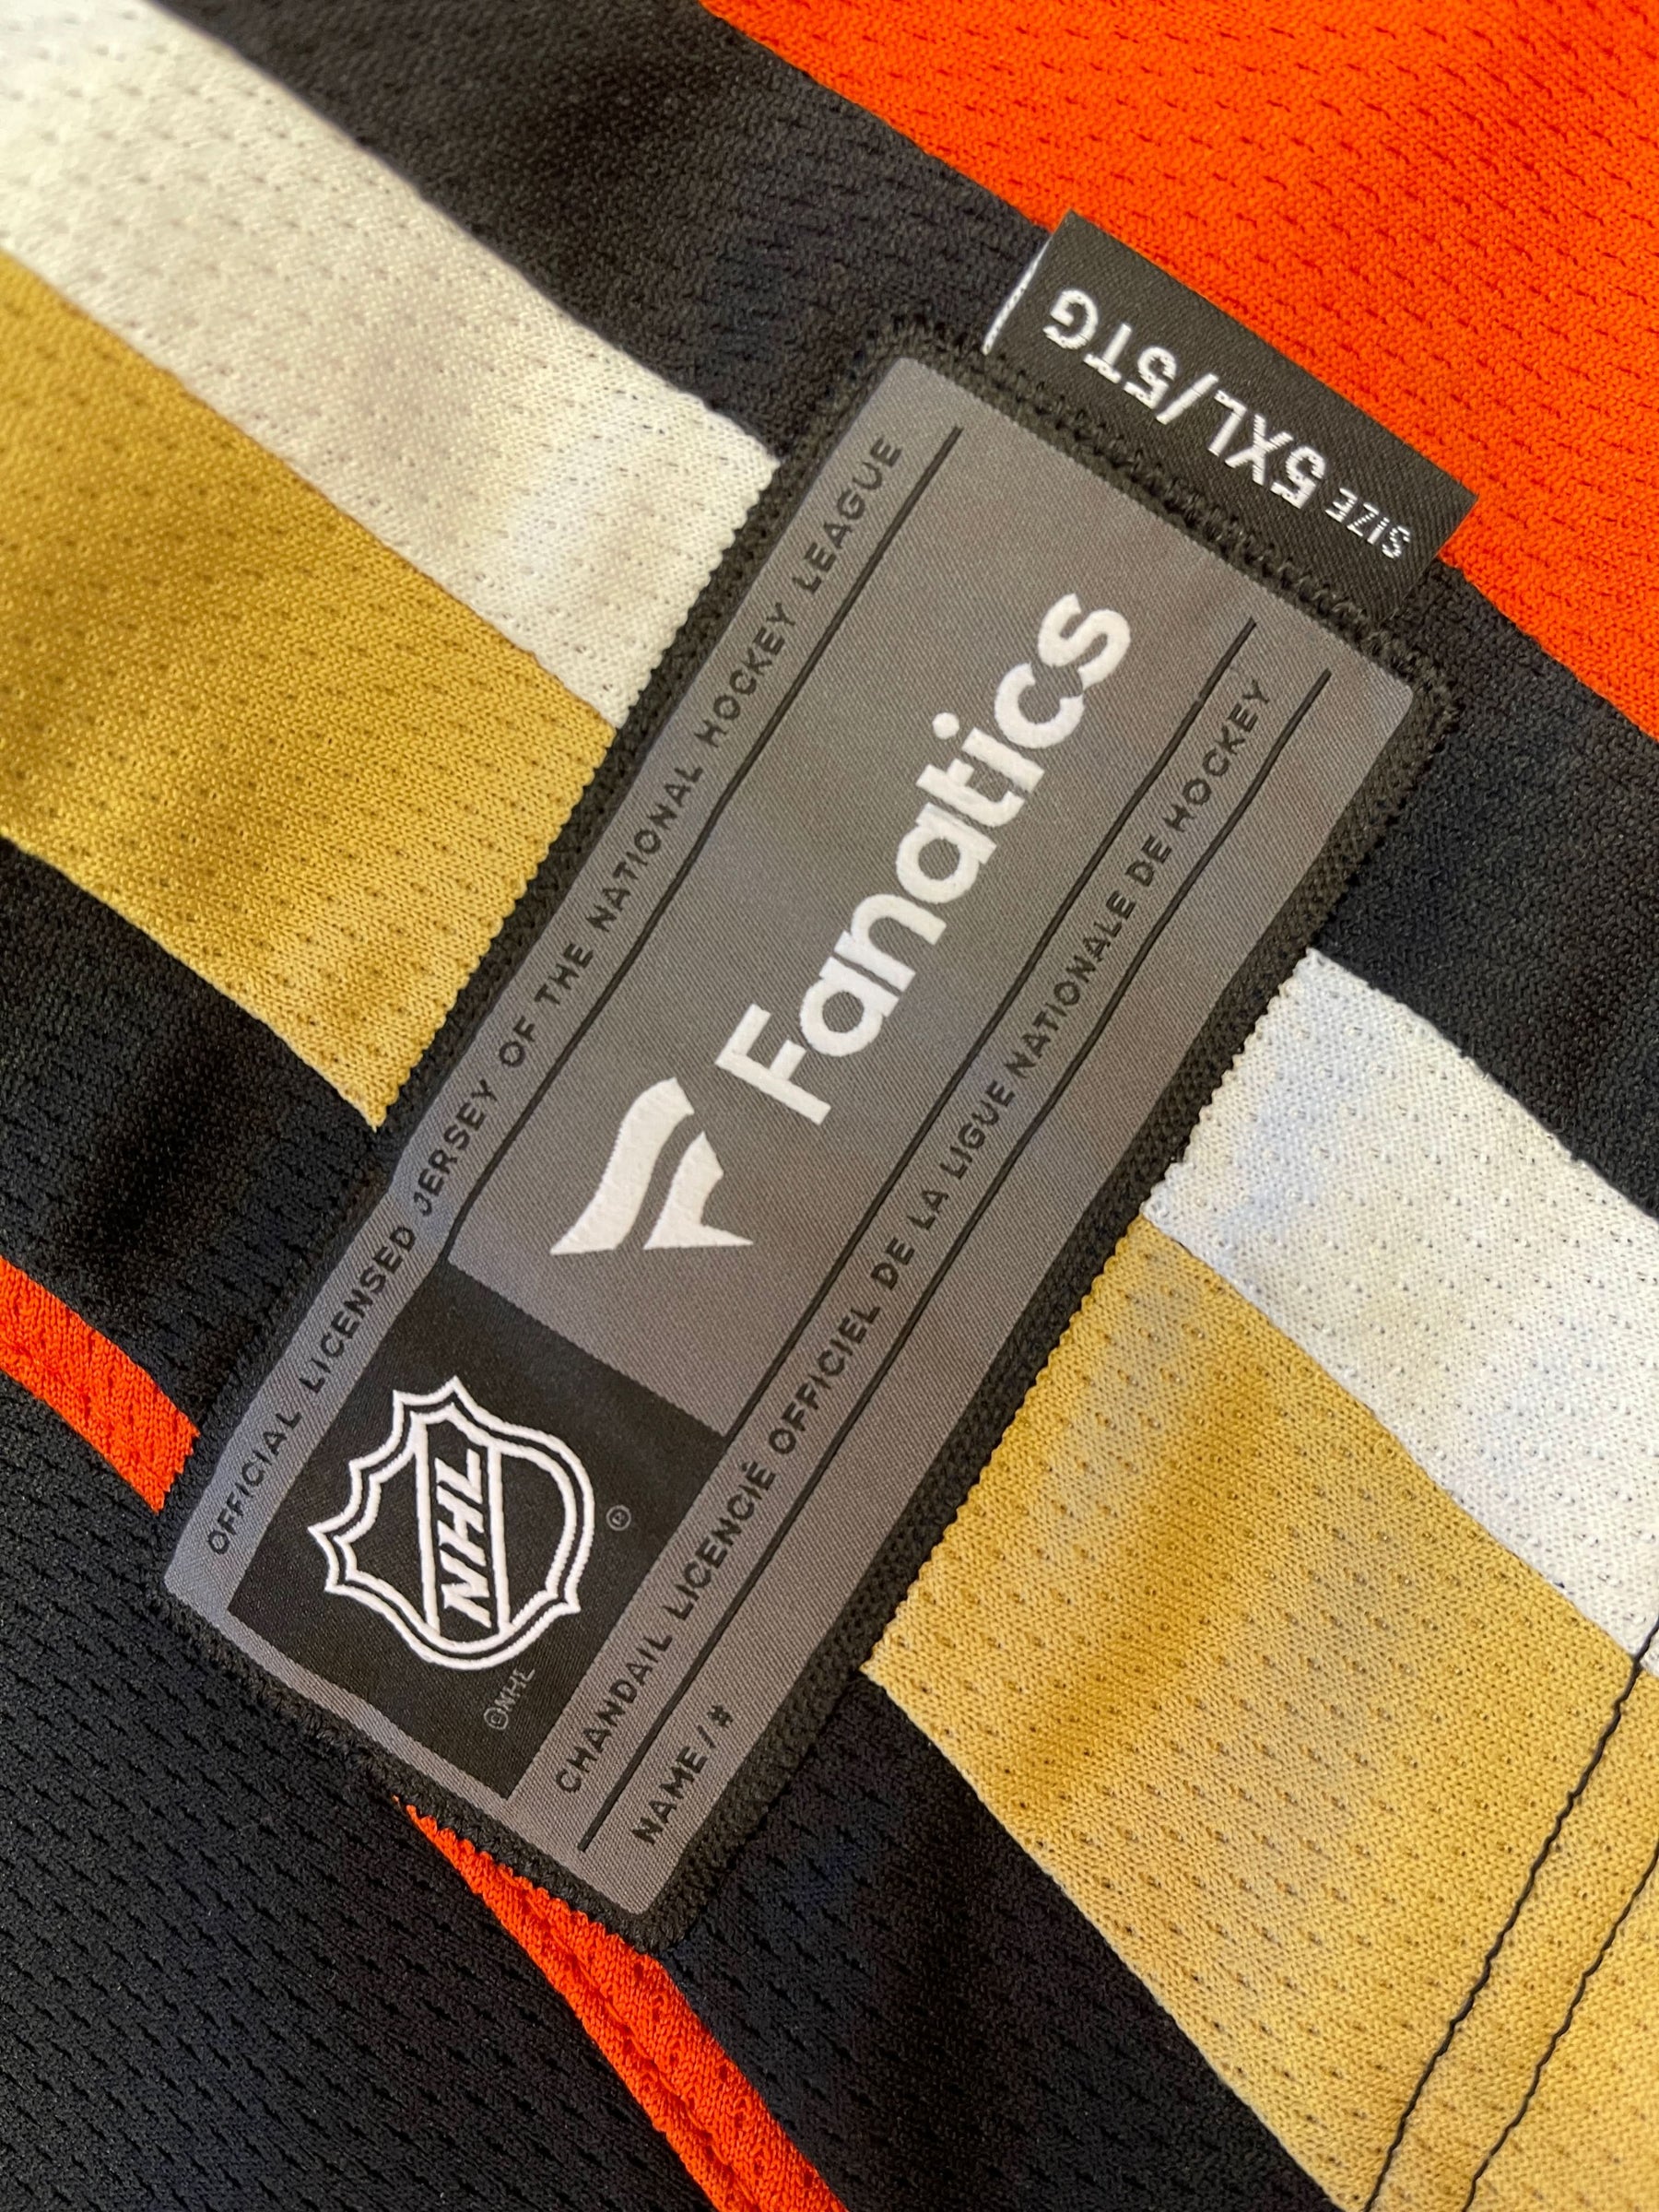 SIZE 5XL/5TG
OFFICIAL LICENSED JERSEY OF THE NATIONAL HOCKEY LEAGUE
Fanatics
NHL
®
©NHL
CHANDAIL LICENCIÉ OFFICIEL DE LA LIGUE NATIONALE DE HOCKEY
NAME / #